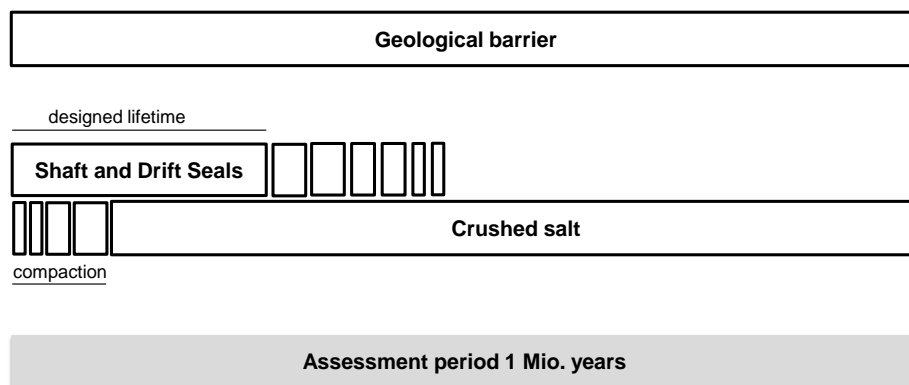 Geological barrier
designed lifetime
Shaft and Drift Seals
Crushed salt
compaction
Assessment period 1 Mio. years